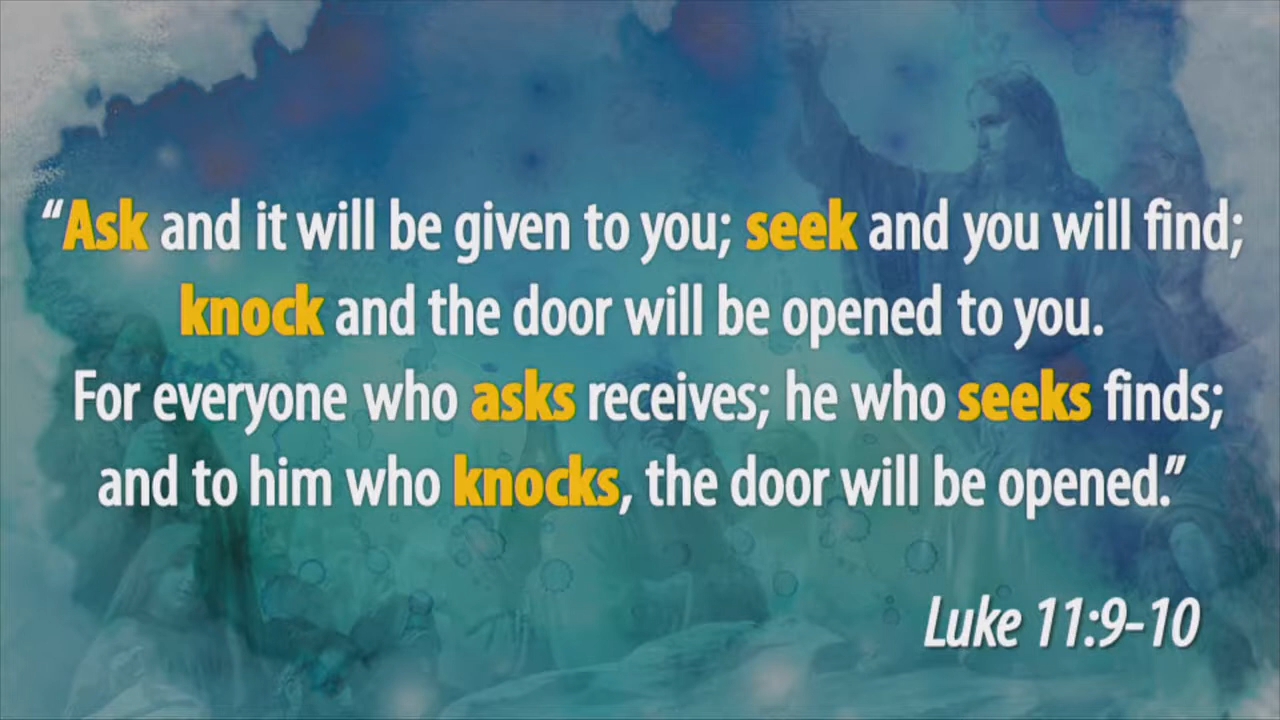 “Ask and it will be given to you; seek and you will find;
knock and the door will be opened to you.
For everyone who asks receives; he who seeks finds;
and to him who knocks, the door will be opened.”
Luke 11:9-10